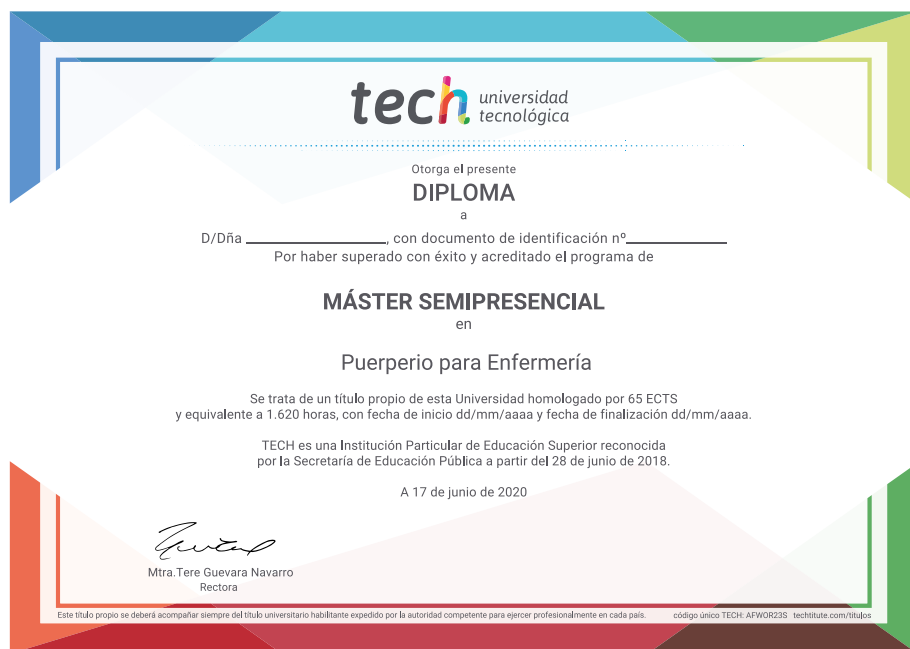 tech universidad
tecnológica
Otorga el presente
DIPLOMA
a
D/Dña ____________________, con documento de identificación nº______________
Por haber superado con éxito y acreditado el programa de
MÁSTER SEMIPRESENCIAL
en
Puerperio para Enfermería
Se trata de un título propio de esta Universidad homologado por 65 ECTS
y equivalente a 1.620 horas, con fecha de inicio dd/mm/aaaa y fecha de finalización dd/mm/aaaa.
TECH es una Institución Particular de Educación Superior reconocida
por la Secretaría de Educación Pública a partir del 28 de junio de 2018.
A 17 de junio de 2020
Mtra.Tere Guevara Navarro
Rectora
Este título propio se deberá acompañar siempre del título universitario habilitante expedido por la autoridad competente para ejercer profesionalmente en cada país. código único TECH: AFWOR23S techtitute.com/titulos